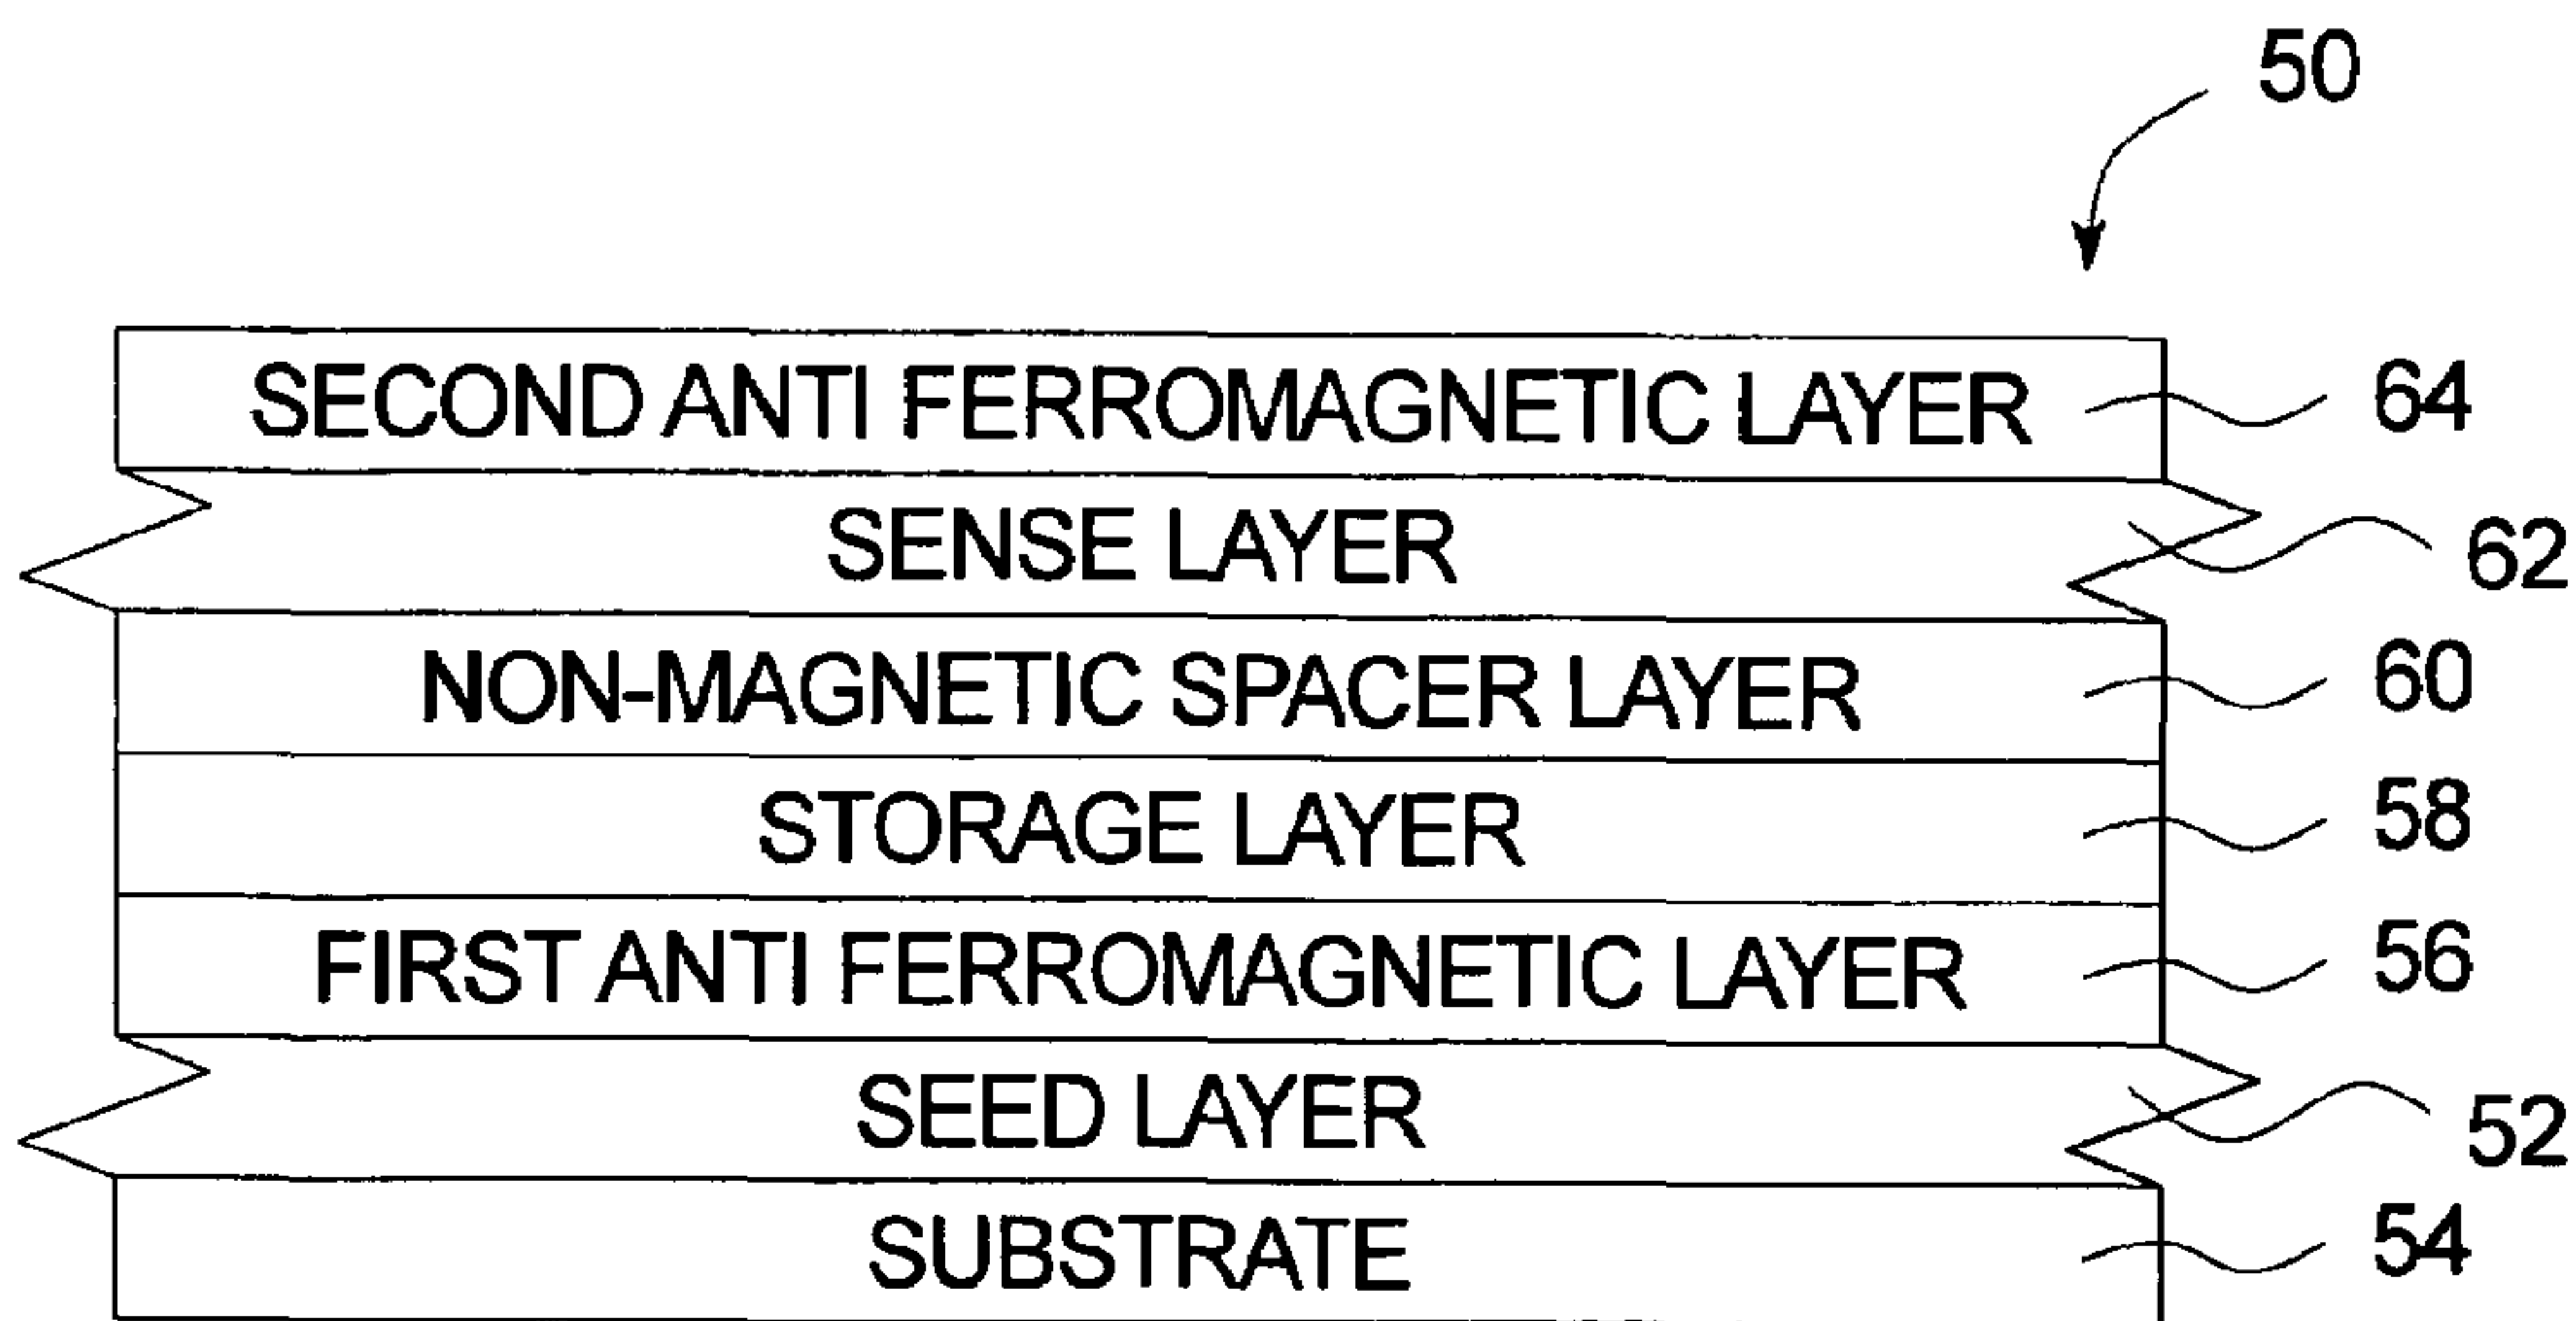 50
SECOND ANTI FERROMAGNETIC LAYER 64
SENSE LAYER 62
NON-MAGNETIC SPACER LAYER 60
STORAGE LAYER 58
FIRST ANTI FERROMAGNETIC LAYER 56
SEED LAYER 52
SUBSTRATE 54